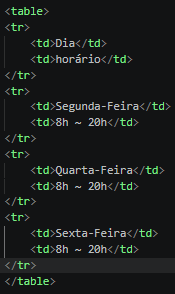 <table>
<tr>
<td>Dia</td>
<td>horário</td>
</tr>
<tr>
<td>Segunda-Feira</td>
<td>8h ~ 20h</td>
</tr>
<tr>
<td>Quarta-Feira</td>
<td>8h ~ 20h</td>
</tr>
<tr>
<td>Sexta-Feira</td>
<td>8h ~ 20h</td>
</tr>
</table>